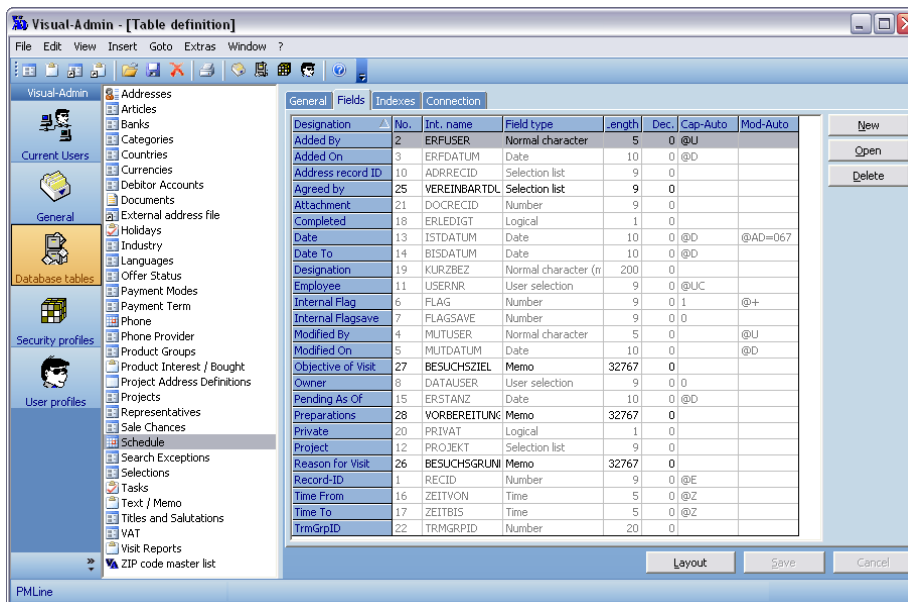 Visual-Admin - [Table definition]
File Edit View Insert Goto Extras Window ?
Visual-Admin
Current Users
General
Database tables
Security profiles
User profiles
Addresses
Articles
Banks
Categories
Countries
Currencies
Debitor Accounts
Documents
External address file
Holidays
Industry
Languages
Offer Status
Payment Modes
Payment Term
Phone
Phone Provider
Product Groups
Product Interest / Bought
Project Address Definitions
Projects
Representatives
Sale Chances
Schedule
Search Exceptions
Selections
Tasks
Text / Memo
Titles and Salutations
VAT
Visit Reports
ZIP code master list
General Fields Indexes Connection
Designation No. Int. name Field type .ength Dec. Cap-Auto Mod-Auto
Added By 2 ERFUSER Normal character 5 0 @U
Added On 3 ERFDATUM Date 10 0 @D
Address record ID 10 ADRRECID Selection list 9 0
Agreed by 25 VEREINBARTDU Selection list 9 0
Attachment 21 DOCRECID Number 9 0
Completed 18 ERLEDIGT Logical 1 0
Date 13 ISTDATUM Date 10 0 @D @AD=067
Date To 14 BISDATUM Date 10 0 @D
Designation 19 KURZBEZ Normal character (n 200 0
Employee 11 USERNR User selection 9 0 @UC
Internal Flag 6 FLAG Number 9 0 1 @+
Internal Flagsave 7 FLAGSAVE Number 9 0 0
Modified By 4 MUTUSER Normal character 5 0 @U
Modified On 5 MUTDATUM Date 10 0 @D
Objective of Visit 27 BESUCHSZIEL Memo 32767 0
Owner 8 DATAUSER User selection 9 0 0
Pending As Of 15 ERSTANZ Date 10 0 @D
Preparations 28 VORBEREITUNG Memo 32767 0
Private 20 PRIVAT Logical 1 0
Project 12 PROJEKT Selection list 9 0
Reason for Visit 26 BESUCHSGRUNI Memo 32767 0
Record-ID 1 RECID Number 9 0 @E
Time From 16 ZEITVON Time 5 0 @Z
Time To 17 ZEITBIS Time 5 0 @Z
TrmGrpID 22 TRMGRPID Number 20 0
New
Open
Delete
Layout Save Cancel
PMLine